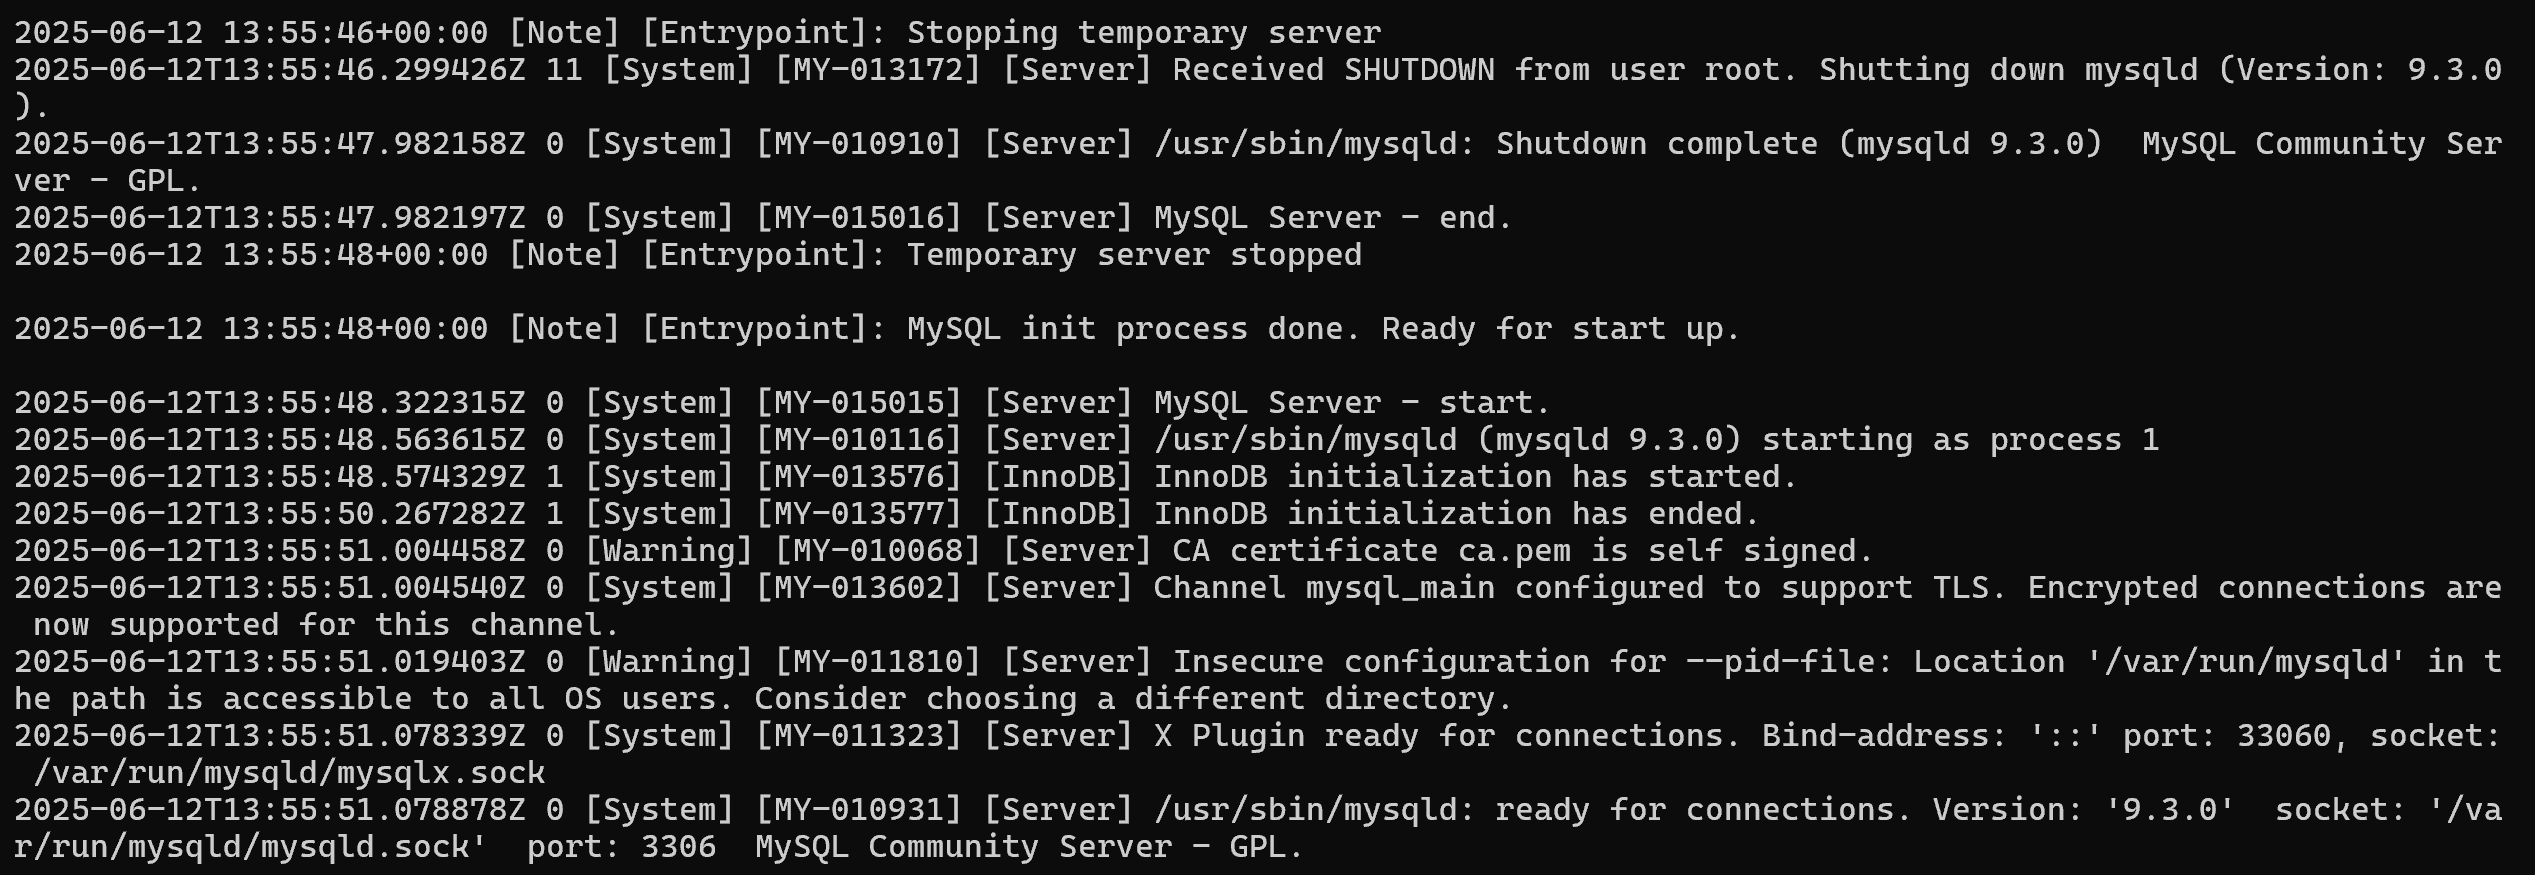 2025-06-12 13:55:46+00:00 [Note] [Entrypoint]: Stopping temporary server
2025-06-12T13:55:46.299426Z 11 [System] [MY-013172] [Server] Received SHUTDOWN from user root. Shutting down mysqld (Version: 9.3.0
).
2025-06-12T13:55:47.982158Z 0 [System] [MY-010910] [Server] /usr/sbin/mysqld: Shutdown complete (mysqld 9.3.0)  MySQL Community Ser
ver - GPL.
2025-06-12T13:55:47.982197Z 0 [System] [MY-015016] [Server] MySQL Server - end.
2025-06-12 13:55:48+00:00 [Note] [Entrypoint]: Temporary server stopped

2025-06-12 13:55:48+00:00 [Note] [Entrypoint]: MySQL init process done. Ready for start up.

2025-06-12T13:55:48.322315Z 0 [System] [MY-015015] [Server] MySQL Server - start.
2025-06-12T13:55:48.563615Z 0 [System] [MY-010116] [Server] /usr/sbin/mysqld (mysqld 9.3.0) starting as process 1
2025-06-12T13:55:48.574329Z 1 [System] [MY-013576] [InnoDB] InnoDB initialization has started.
2025-06-12T13:55:50.267282Z 1 [System] [MY-013577] [InnoDB] InnoDB initialization has ended.
2025-06-12T13:55:51.004458Z 0 [Warning] [MY-010068] [Server] CA certificate ca.pem is self signed.
2025-06-12T13:55:51.004540Z 0 [System] [MY-013602] [Server] Channel mysql_main configured to support TLS. Encrypted connections are
 now supported for this channel.
2025-06-12T13:55:51.019403Z 0 [Warning] [MY-011810] [Server] Insecure configuration for --pid-file: Location '/var/run/mysqld' in t
he path is accessible to all OS users. Consider choosing a different directory.
2025-06-12T13:55:51.078339Z 0 [System] [MY-011323] [Server] X Plugin ready for connections. Bind-address: '::' port: 33060, socket:
 /var/run/mysqld/mysqlx.sock
2025-06-12T13:55:51.078878Z 0 [System] [MY-010931] [Server] /usr/sbin/mysqld: ready for connections. Version: '9.3.0'  socket: '/va
r/run/mysqld/mysqld.sock'  port: 3306  MySQL Community Server - GPL.